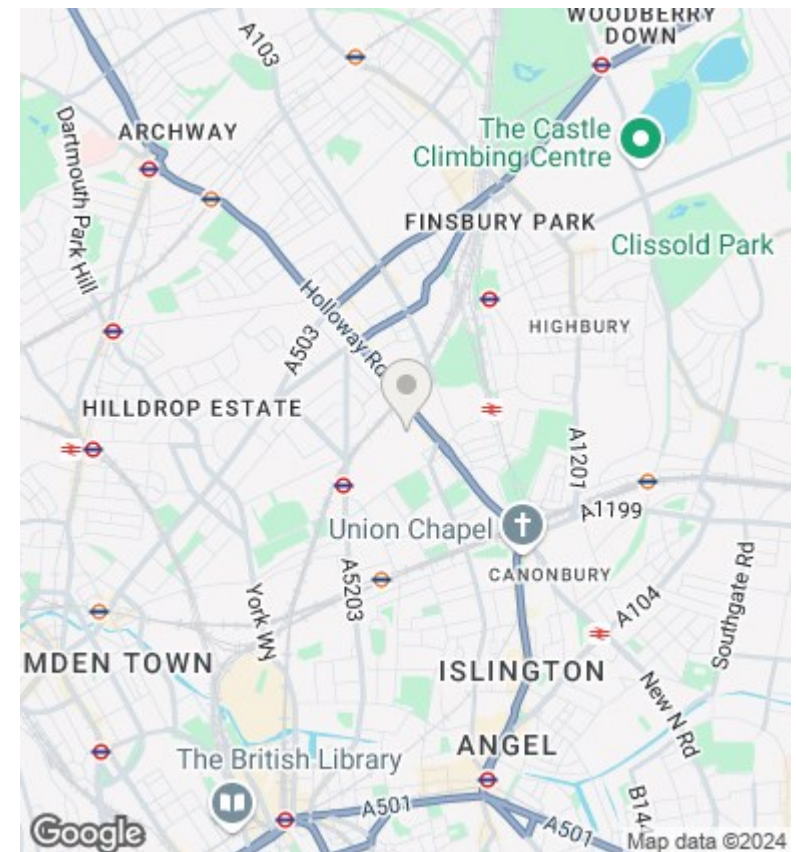 WOODBERRY
DOWN
A103
ARCHWAY
The Castle
Climbing Centre
Dartmouth Park Hill
FINSBURY PARK
Clissold Park
Holloway Rd
HIGHBURY
A503
HILLDROP ESTATE
A1201
A1199
Union Chapel
CANONBURY
A5203
York Wy
A104
Southgate Rd
MDEN TOWN
ISLINGTON
New N Rd
ANGEL
The British Library
B144
A501
A501
Google
Map data ©2024